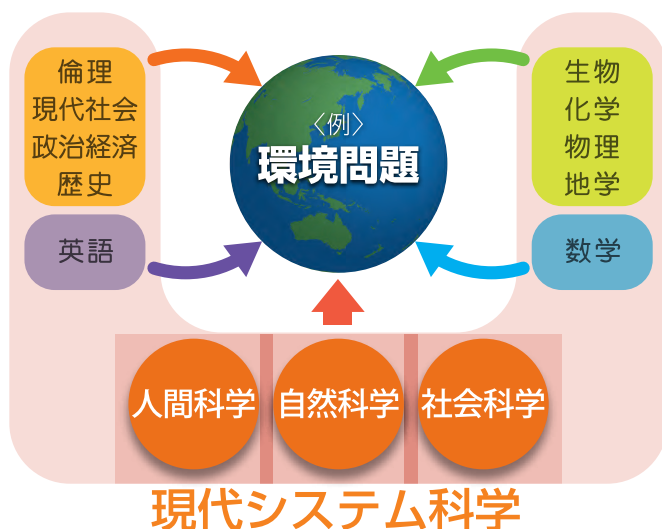 倫理
現代社会
政治経済
歴史
英語
〈例〉
環境問題
生物
化学
物理
地学
数学
人間科学
自然科学
社会科学
現代システム科学